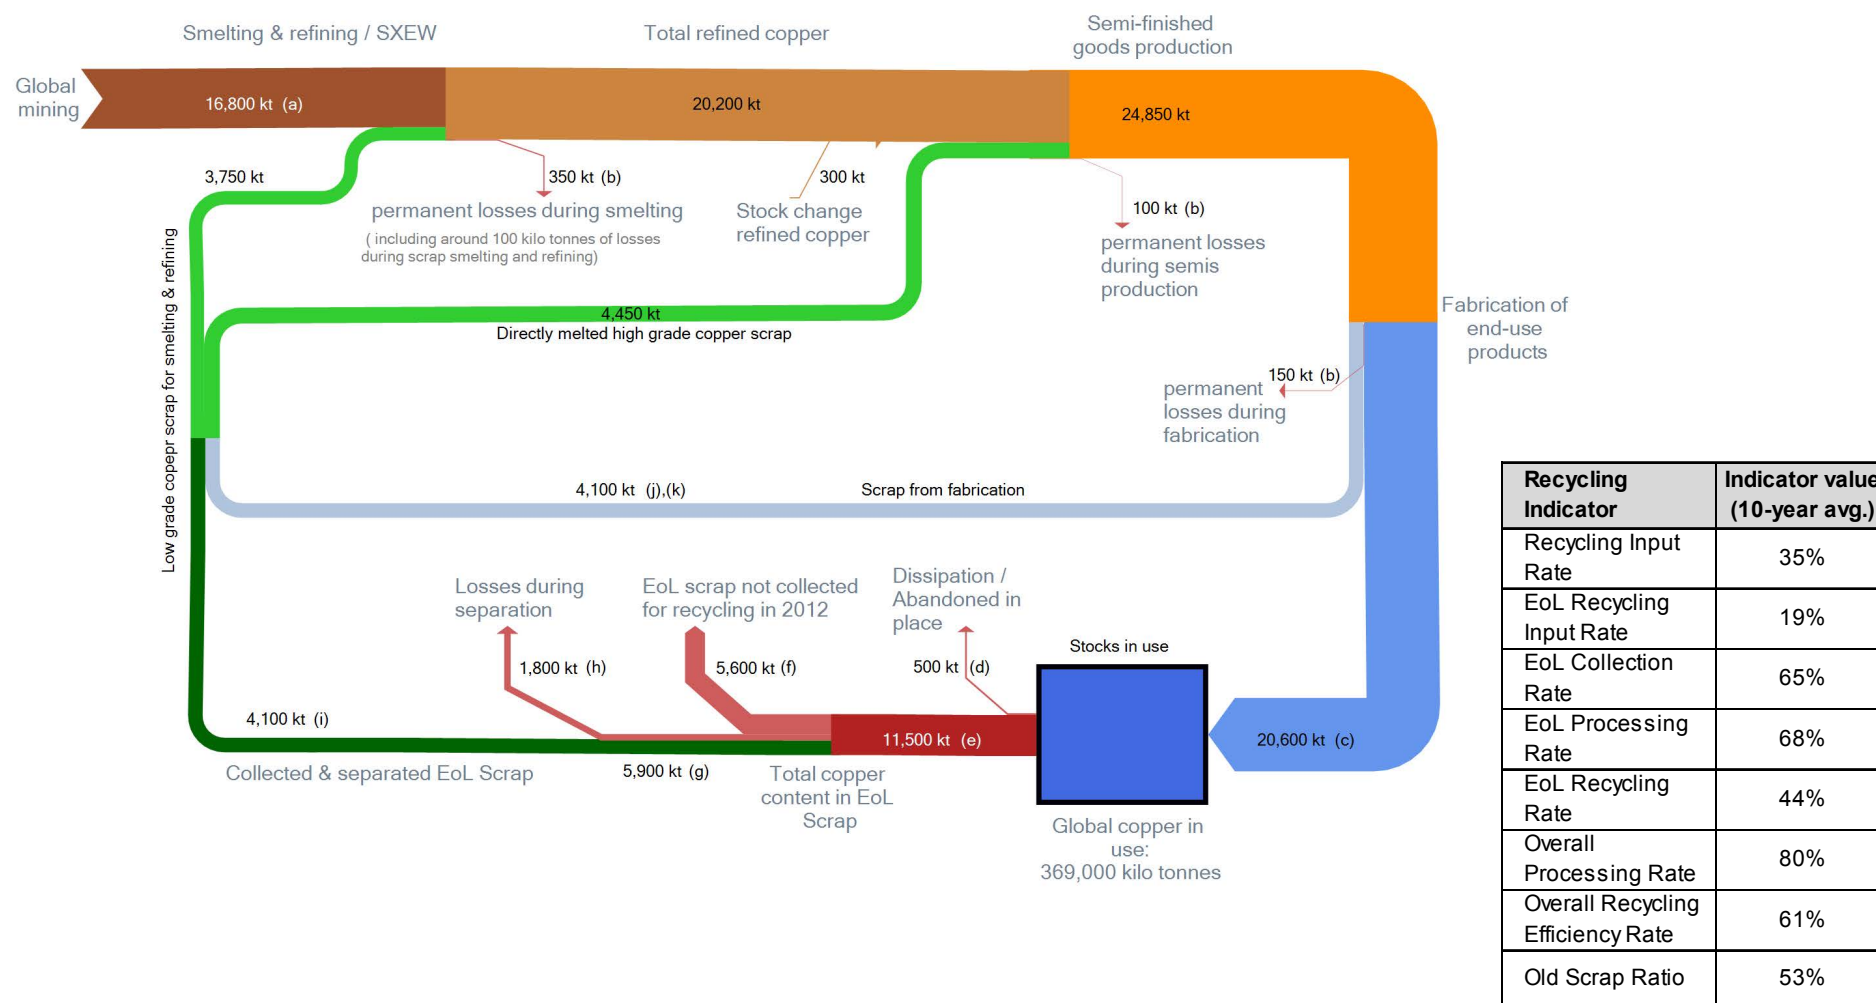 Smelting & refining / SXEW
Total refined copper
Semi-finished
goods production
Global
mining
16,800 kt (a)
20,200 kt
24,850 kt
3,750 kt
350 kt (b)
300 kt
permanent losses during smelting
( including around 100 kilo tonnes of losses
during scrap smelting and refining)
Stock change
refined copper
100 kt (b)
permanent losses
during semis
production
Low grade copepr scrap for smelting & refining
4,450 kt
Directly melted high grade copper scrap
Fabrication of
end-use
products
150 kt (b)
permanent
losses during
fabrication
4,100 kt (j),(k)
Scrap from fabrication
Losses during
separation
EoL scrap not collected
for recycling in 2012
Dissipation /
Abandoned in
place
Stocks in use
1,800 kt (h)
5,600 kt (f)
500 kt (d)
4,100 kt (i)
11,500 kt (e)
20,600 kt (c)
Collected & separated EoL Scrap
5,900 kt (g)
Total copper
content in EoL
Scrap
Global copper in
use:
369,000 kilo tonnes
Recycling
Indicator
Indicator value
(10-year avg.)
Recycling Input
Rate
35%
EoL Recycling
Input Rate
19%
EoL Collection
Rate
65%
EoL Processing
Rate
68%
EoL Recycling
Rate
44%
Overall
Processing Rate
80%
Overall Recycling
Efficiency Rate
61%
Old Scrap Ratio
53%